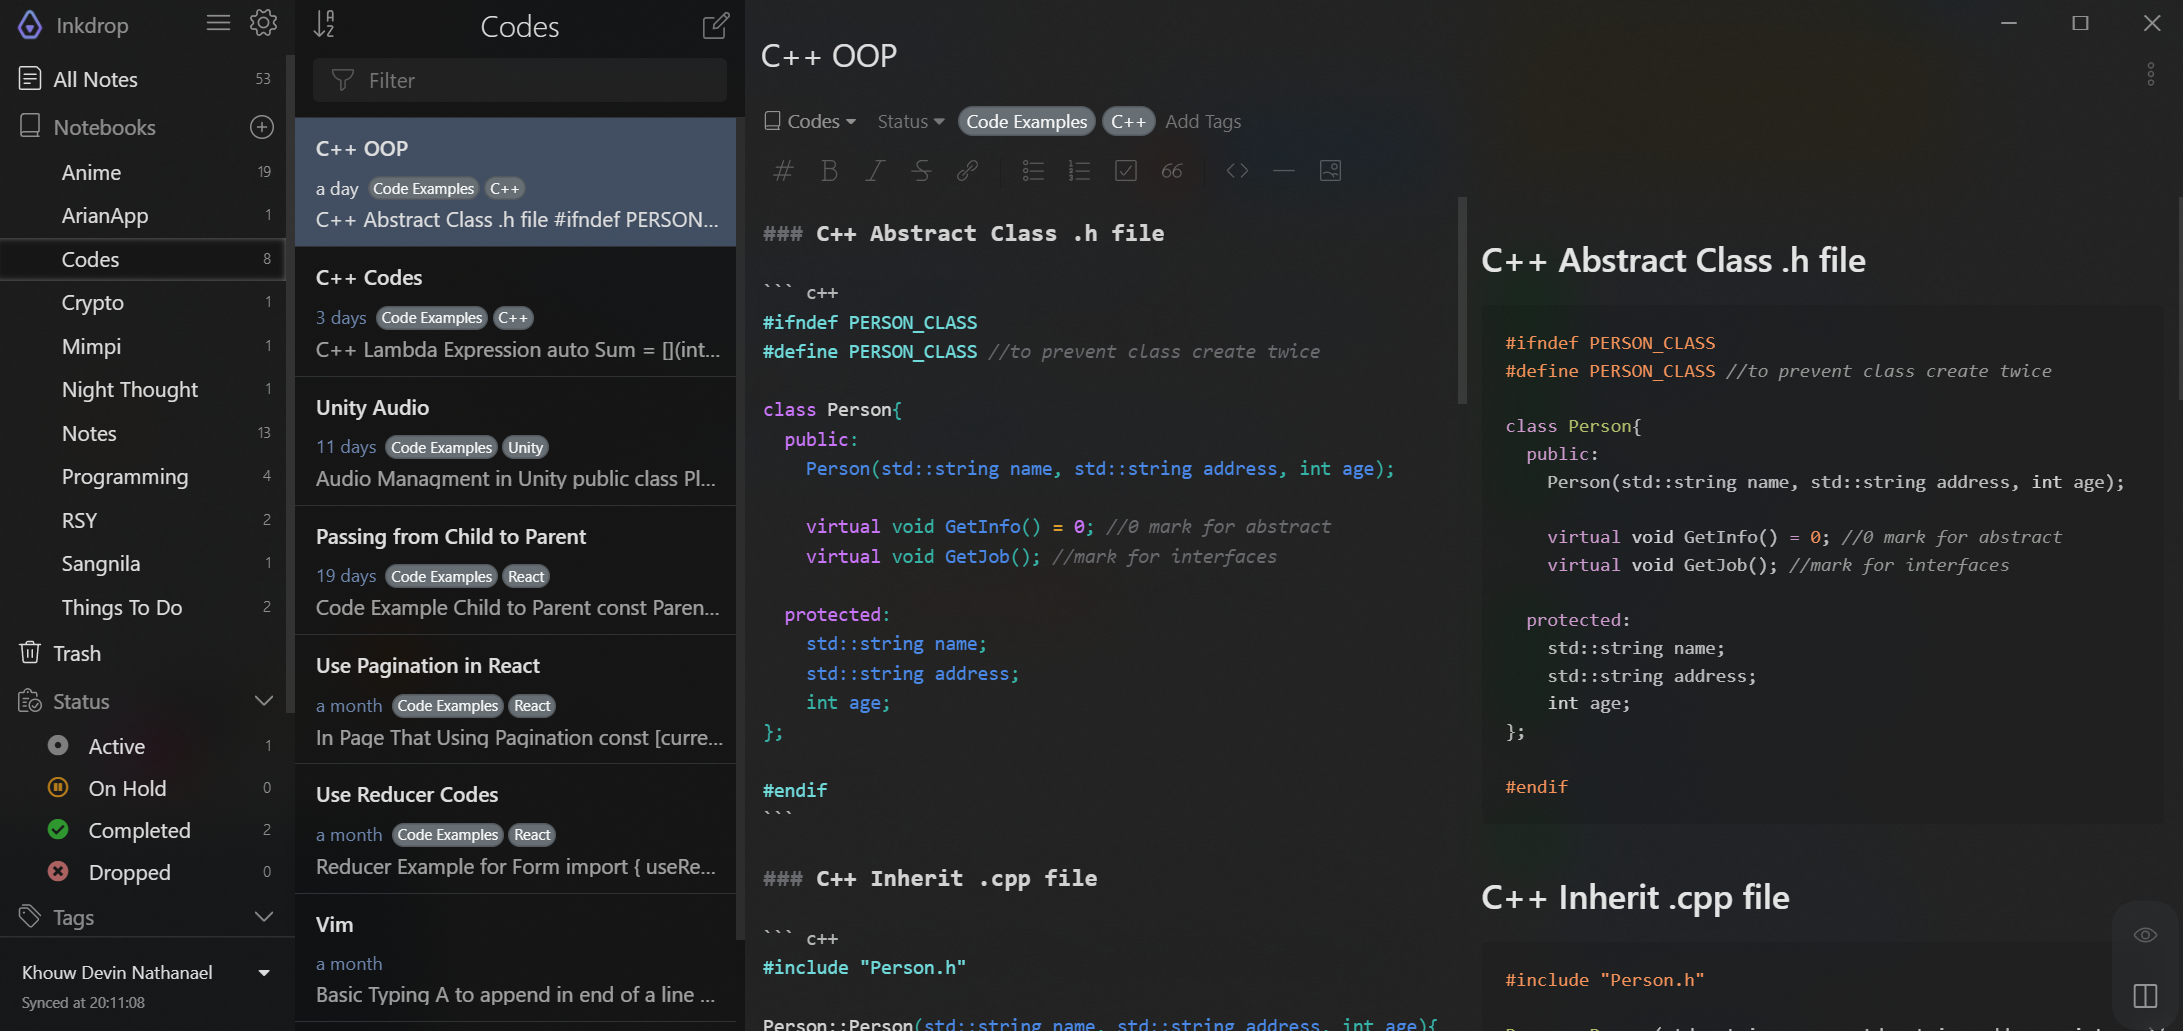 Inkdrop
All Notes 53
Notebooks
Anime 19
ArianApp 1
Codes 8
Crypto 1
Mimpi 1
Night Thought 1
Notes 13
Programming 4
RSY 2
Sangnila 1
Things To Do 2
Trash
Status
Active 1
On Hold 0
Completed 2
Dropped 0
Tags
Khouw Devin Nathanael
Synced at 20:11:08
Codes
Filter
C++ OOP
a day Code Examples C++
C++ Abstract Class .h file #ifndef PERSON...
C++ Codes
3 days Code Examples C++
C++ Lambda Expression auto Sum = [](int...
Unity Audio
11 days Code Examples Unity
Audio Managment in Unity public class Pl...
Passing from Child to Parent
19 days Code Examples React
Code Example Child to Parent const Paren...
Use Pagination in React
a month Code Examples React
In Page That Using Pagination const [curre...
Use Reducer Codes
a month Code Examples React
Reducer Example for Form import { useRe...
Vim
a month
Basic Typing A to append in end of a line ...
C++ OOP
Codes Status Code Examples C++ Add Tags
### C++ Abstract Class .h file
``` c++
#ifndef PERSON_CLASS
#define PERSON_CLASS //to prevent class create twice
class Person{
public:
Person(std::string name, std::string address, int age);
virtual void GetInfo() = 0; //0 mark for abstract
virtual void GetJob(); //mark for interfaces
protected:
std::string name;
std::string address;
int age;
};
#endif
```
### C++ Inherit .cpp file
``` c++
#include "Person.h"
Person::Person(std::string name, std::string address, int age){
C++ Abstract Class .h file
#ifndef PERSON_CLASS
#define PERSON_CLASS //to prevent class create twice
class Person{
public:
Person(std::string name, std::string address, int age);
virtual void GetInfo() = 0; //0 mark for abstract
virtual void GetJob(); //mark for interfaces
protected:
std::string name;
std::string address;
int age;
};
#endif
C++ Inherit .cpp file
#include "Person.h"